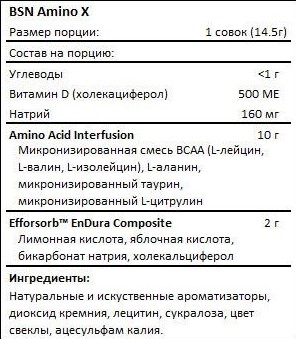 BSN Amino X
Размер порции: 1 совок (14.5г)
Состав на порцию:
Углеводы <1 г
Витамин D (холекациферол) 500 МЕ
Натрий 160 мг
Amino Acid Interfusion 10 г
Микронизированная смесь BCAA (L-лейцин,
L-валин, L-изолейцин), L-аланин,
микронизированный таурин,
микронизированный L-цитрулин
Efforsorb™ EnDura Composite 2 г
Лимонная кислота, яблочная кислота,
бикарбонат натрия, холекальциферол
Ингредиенты:
Натуральные и искуственные ароматизаторы,
диоксид кремния, лецитин, сукралоза, цвет
свеклы, ацесульфам калия.